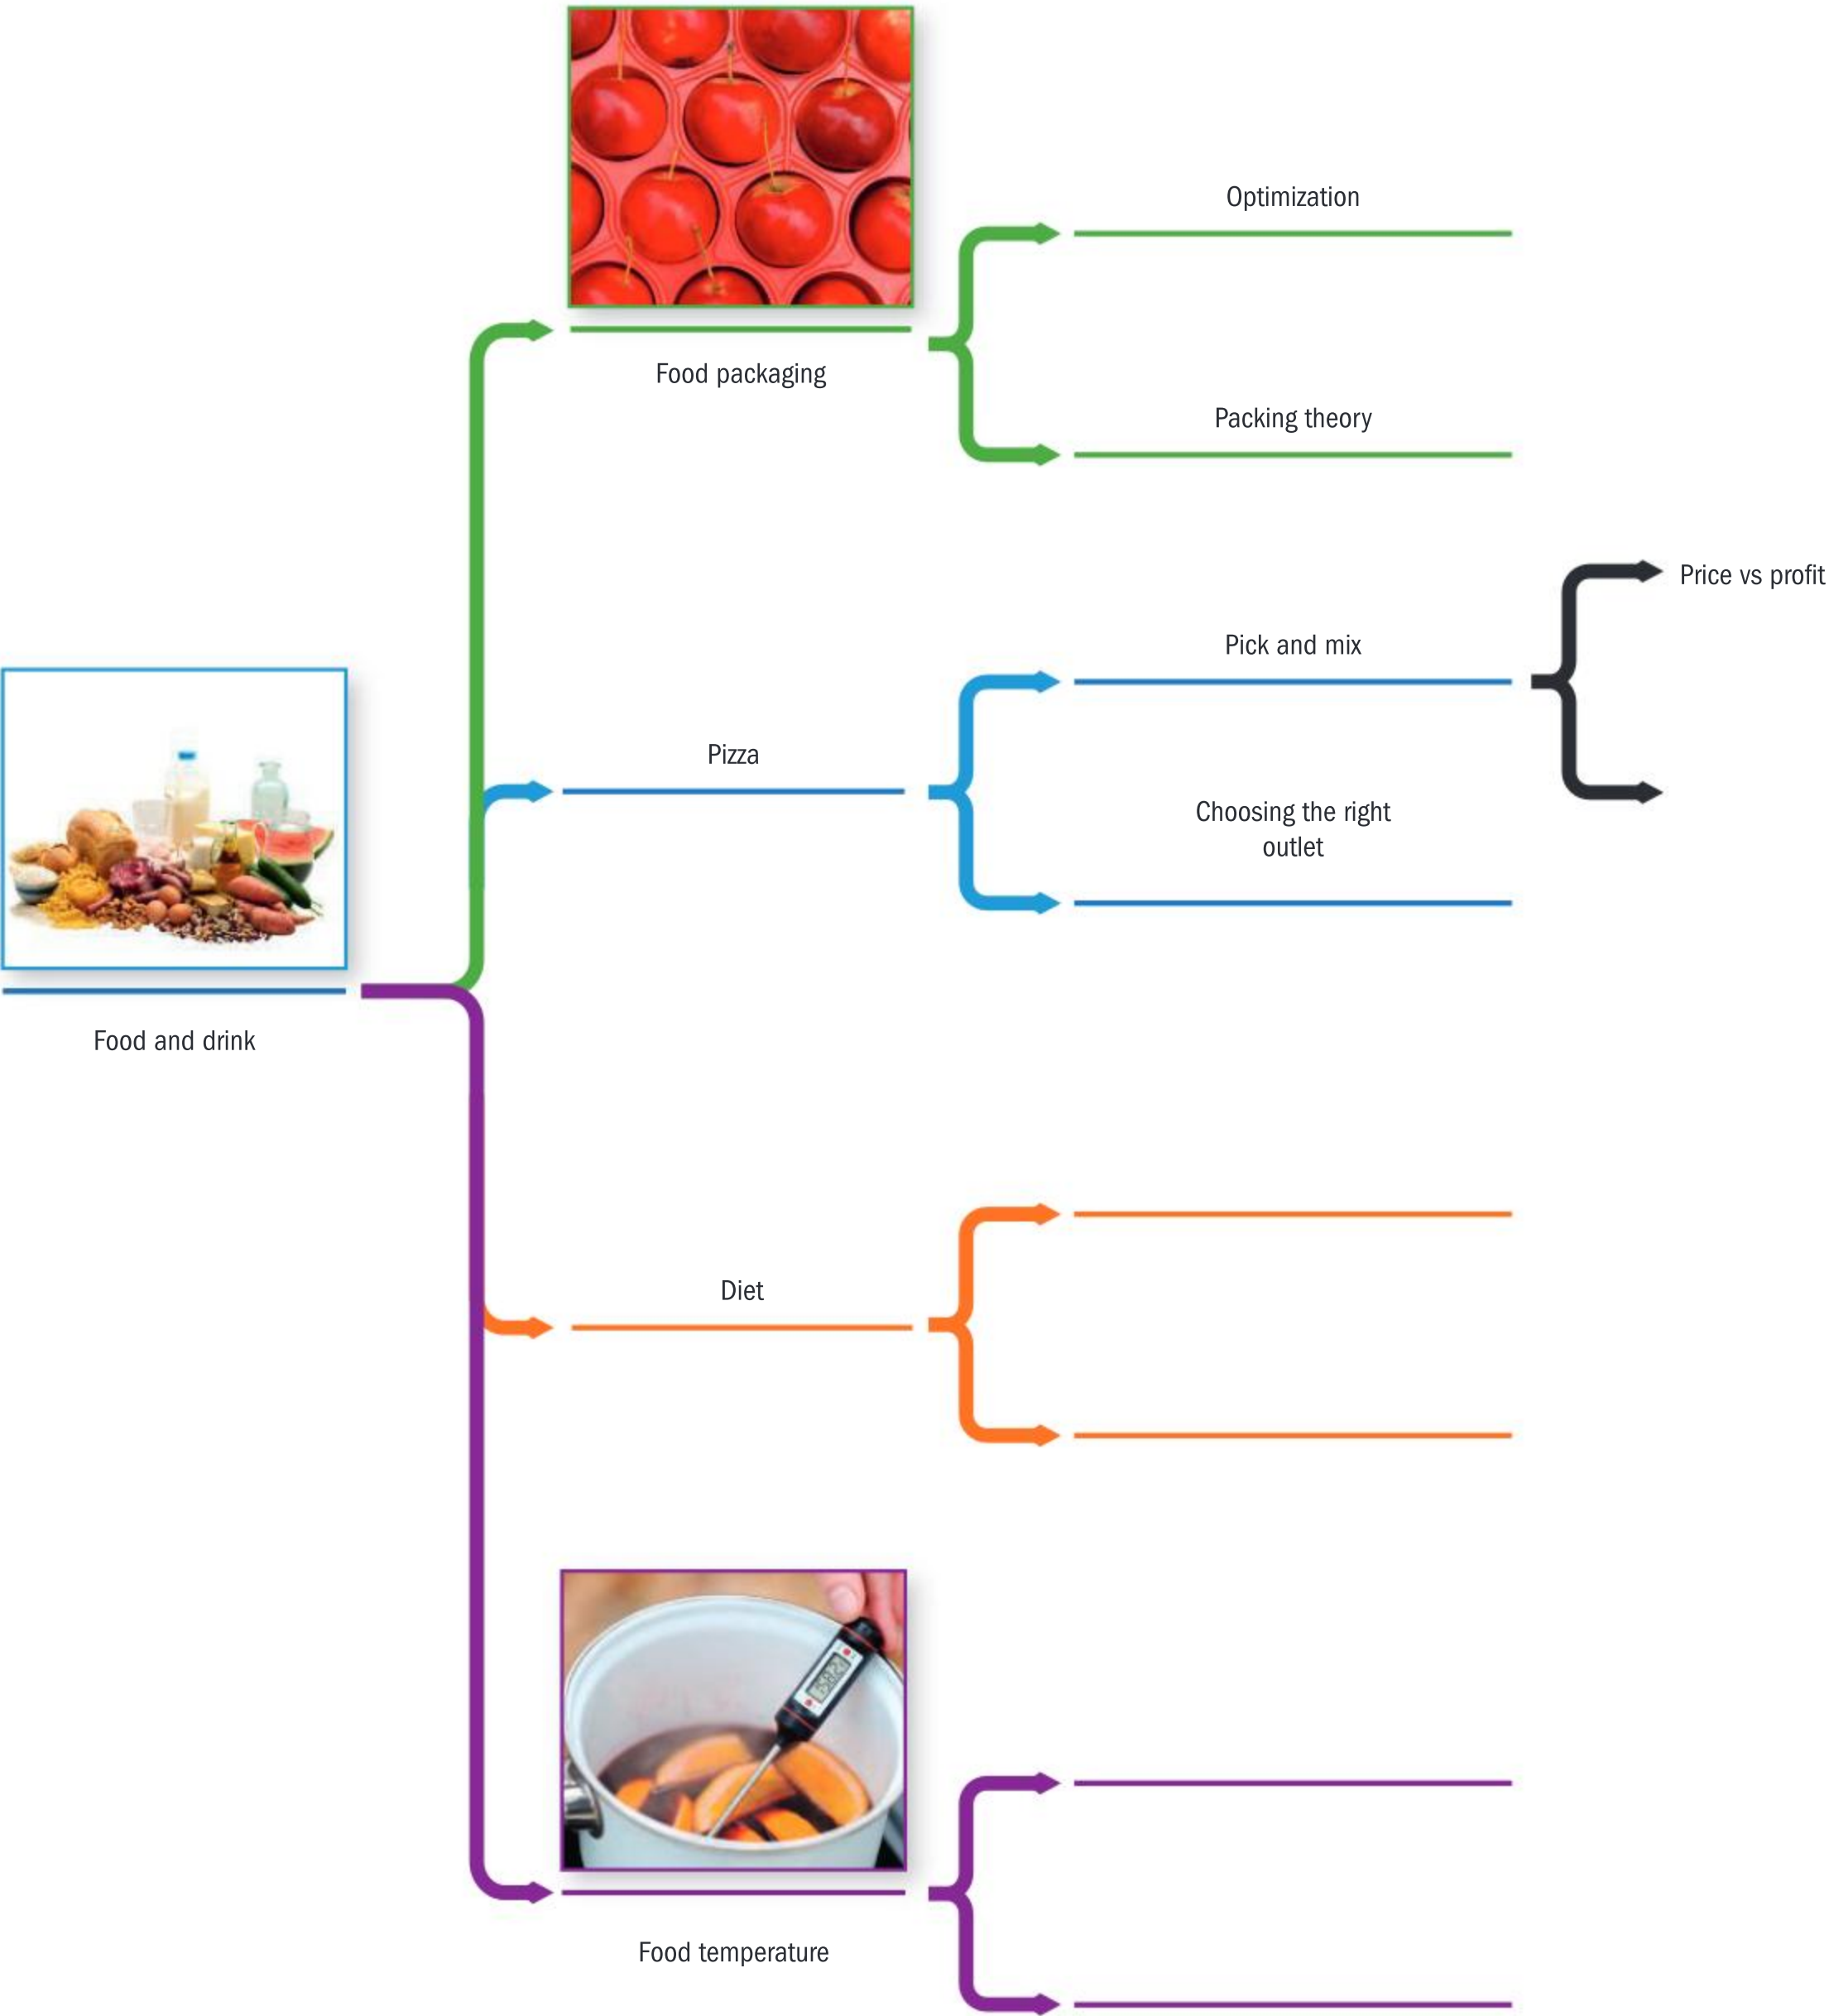 Optimization
Food packaging
Packing theory
Price vs profit
Pick and mix
Pizza
Choosing the right
outlet
Food and drink
Diet
Food temperature